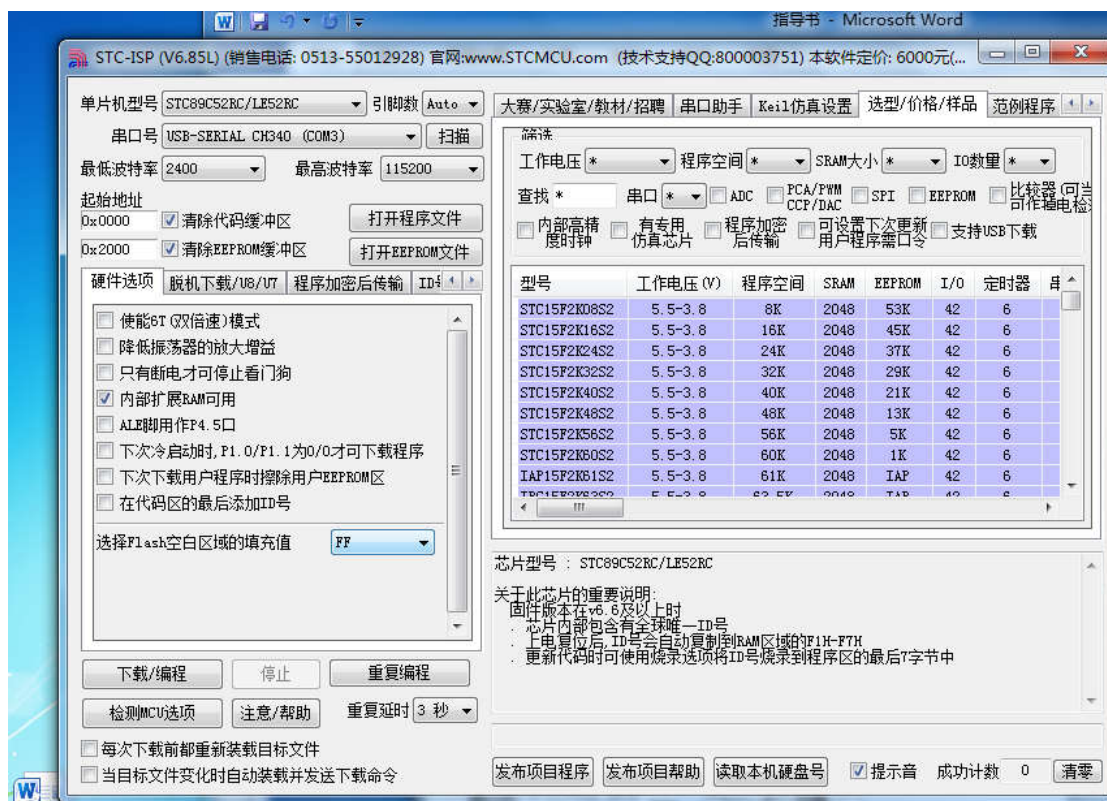 指导书 - Microsoft Word
STC-ISP (V6.85L) (销售电话: 0513-55012928) 官网:www.STCMCU.com (技术支持QQ:800003751) 本软件定价: 6000元(...
单片机型号 STC89C52RC/LE52RC 引脚数 Auto
串口号 USB-SERIAL CH340 (COM3) 扫描
最低波特率 2400 最高波特率 115200
起始地址
0x0000 清除代码缓冲区 打开程序文件
0x2000 清除EEPROM缓冲区 打开EEPROM文件
硬件选项 脱机下载/U8/U7 程序加密后传输
使能6T(双倍速)模式
降低振荡器的放大增益
只有断电才可停止看门狗
内部扩展RAM可用
ALE脚用作P4.5口
下次冷启动时,P1.0/P1.1为0/0才可下载程序
下次下载用户程序时擦除用户EEPROM区
在代码区的最后添加ID号
选择Flash空白区域的填充值 FF
下载/编程 停止 重复编程
检测MCU选项 注意/帮助 重复延时 3 秒
每次下载前都重新装载目标文件
当目标文件变化时自动装载并发送下载命令
大赛/实验室/教材/招聘 串口助手 Keil仿真设置 选型/价格/样品 范例程序
筛选
工作电压 * 程序空间 * SRAM大小 * IO数量 *
查找 * 串口 * ADC PCA/PWM CCP/DAC SPI EEPROM 比较器
内部高精度时钟 有专用仿真芯片 程序加密后传输 可设置下次更新用户程序需口令 支持USB下载
型号 工作电压(V) 程序空间 SRAM EEPROM I/O 定时器 串
STC15F2K08S2 5.5-3.8 8K 2048 53K 42 6
STC15F2K16S2 5.5-3.8 16K 2048 45K 42 6
STC15F2K24S2 5.5-3.8 24K 2048 37K 42 6
STC15F2K32S2 5.5-3.8 32K 2048 29K 42 6
STC15F2K40S2 5.5-3.8 40K 2048 21K 42 6
STC15F2K48S2 5.5-3.8 48K 2048 13K 42 6
STC15F2K56S2 5.5-3.8 56K 2048 5K 42 6
STC15F2K60S2 5.5-3.8 60K 2048 1K 42 6
IAP15F2K61S2 5.5-3.8 61K 2048 IAP 42 6
芯片型号 : STC89C52RC/LE52RC
关于此芯片的重要说明:
固件版本在v6.6及以上时
. 芯片内部包含有全球唯一ID号
. 上电复位后,ID号会自动复制到RAM区域的F1H-F7H
. 更新代码时可使用烧录选项将ID号烧录到程序区的最后7字节中
发布项目程序 发布项目帮助 读取本机硬盘号 提示音 成功计数 0 清零